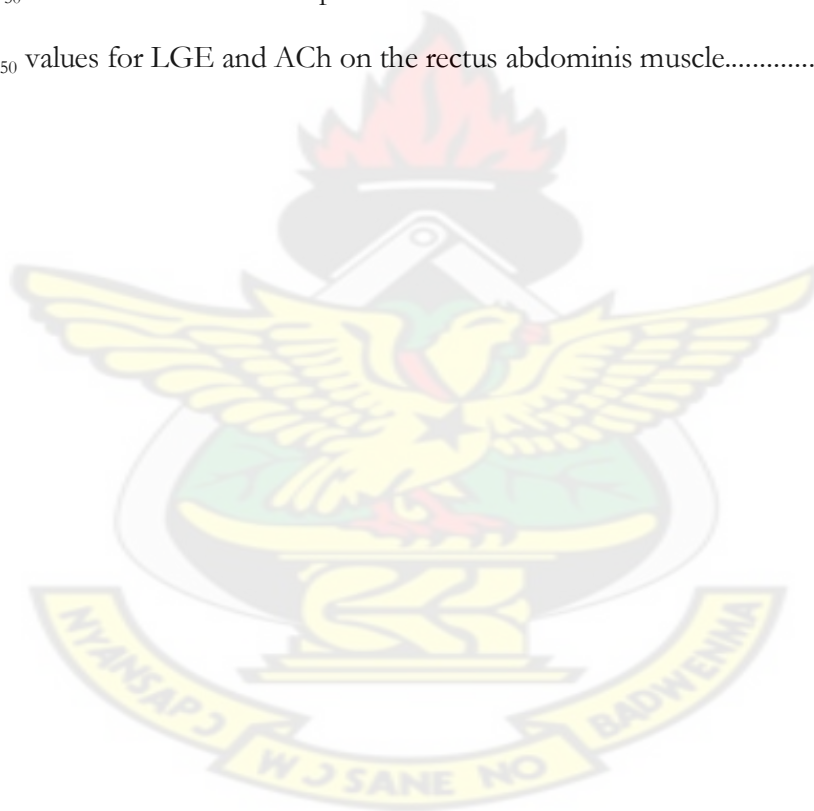 50 values for LGE and ACh on the rectus abdominis muscle.............
NYANSAPƆ
WƆSANE NO
BADWENMA